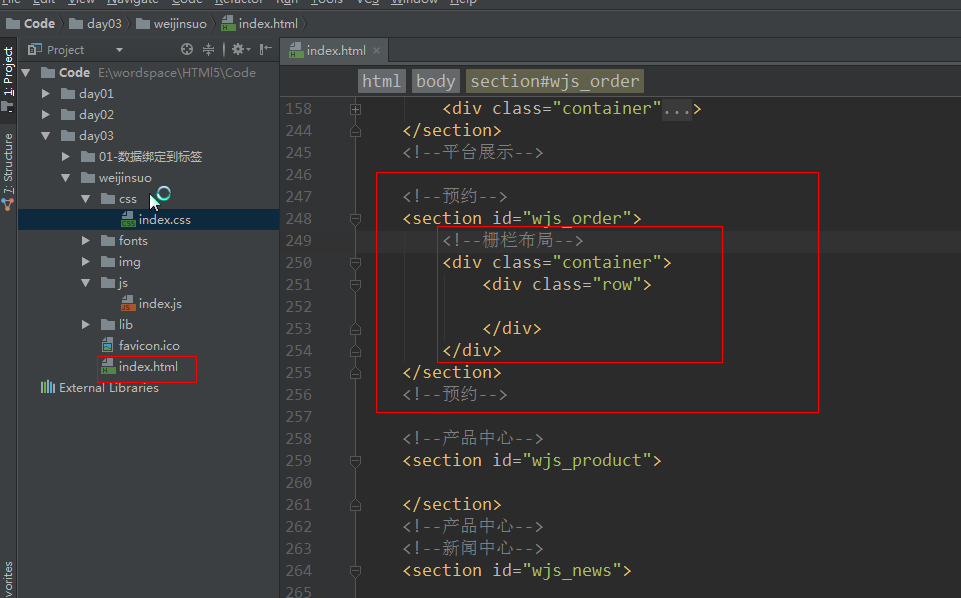 File Edit View Navigate Code Refactor Run Tools VCS Window Help
Code day03 weijinsuo index.html
Project
index.html
1: Project
7: Structure
vorites
Code E:\wordspace\HTMl5\Code
day01
day02
day03
01-数据绑定到标签
weijinsuo
css
index.css
fonts
img
js
index.js
lib
favicon.ico
index.html
External Libraries
html body section#wjs_order
158 <div class="container"...>
244 </section>
245 <!--平台展示-->
246
247 <!--预约-->
248 <section id="wjs_order">
249 <!--栅栏布局-->
250 <div class="container">
251 <div class="row">
252
253 </div>
254 </div>
255 </section>
256 <!--预约-->
257
258 <!--产品中心-->
259 <section id="wjs_product">
260
261 </section>
262 <!--产品中心-->
263 <!--新闻中心-->
264 <section id="wjs_news">
265